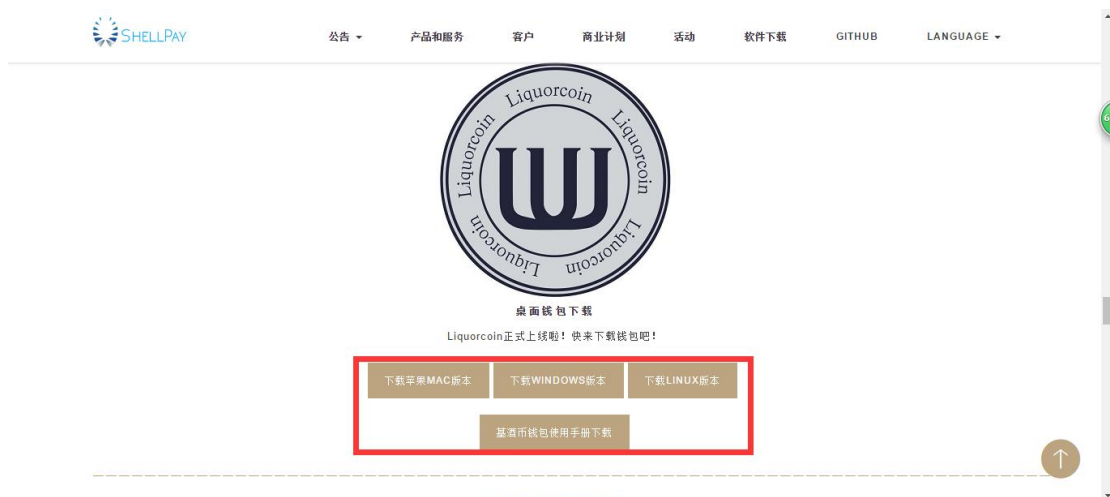 SHELLPAY 公告 产品和服务 客户 商业计划 活动 软件下载 GITHUB LANGUAGE
Liquorcoin Liquorcoin Liquorcoin Liquorcoin Liquorcoin
桌面钱包下载
Liquorcoin正式上线啦！快来下载钱包吧！
下载苹果MAC版本 下载WINDOWS版本 下载LINUX版本
基酒币钱包使用手册下载